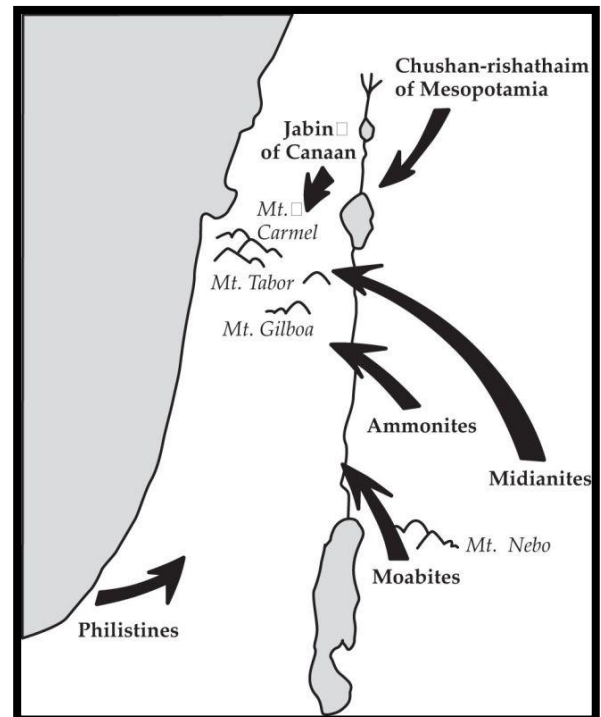 Chushan-rishathaim
of Mesopotamia
Jabin□
of Canaan
Mt.□
Carmel
Mt. Tabor
Mt. Gilboa
Ammonites
Midianites
Mt. Nebo
Moabites
Philistines